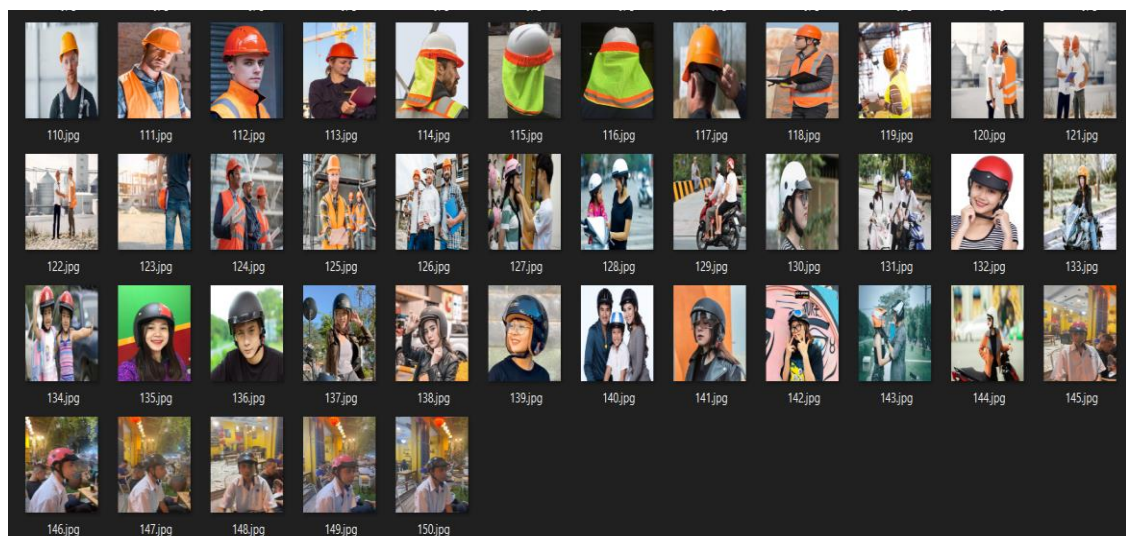 110.jpg 111.jpg 112.jpg 113.jpg 114.jpg 115.jpg 116.jpg 117.jpg 118.jpg 119.jpg 120.jpg 121.jpg
122.jpg 123.jpg 124.jpg 125.jpg 126.jpg 127.jpg 128.jpg 129.jpg 130.jpg 131.jpg 132.jpg 133.jpg
134.jpg 135.jpg 136.jpg 137.jpg 138.jpg 139.jpg 140.jpg 141.jpg 142.jpg 143.jpg 144.jpg 145.jpg
146.jpg 147.jpg 148.jpg 149.jpg 150.jpg